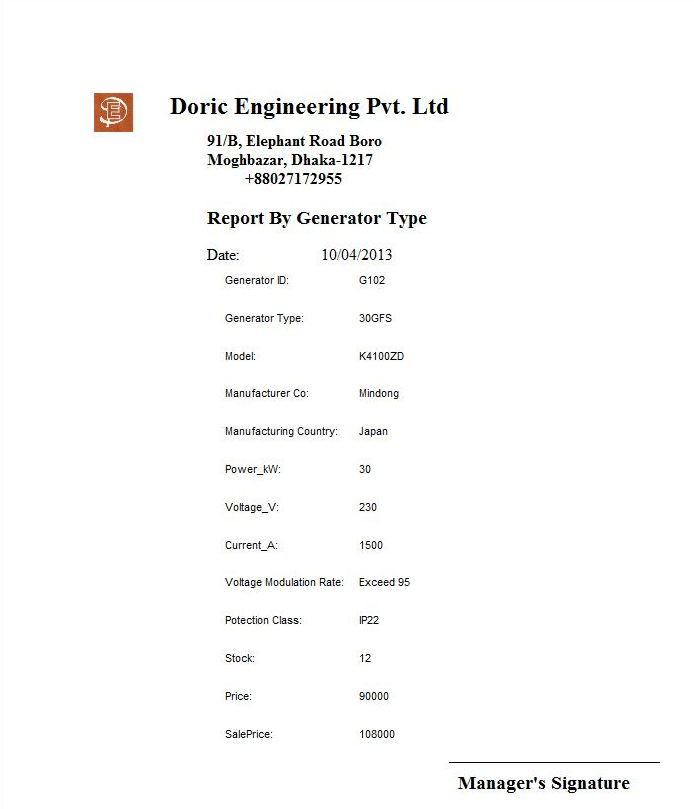 Doric Engineering Pvt. Ltd
91/B, Elephant Road Boro
Moghbazar, Dhaka-1217
+88027172955
Report By Generator Type
Date: 10/04/2013
Generator ID: G102
Generator Type: 30GFS
Model: K4100ZD
Manufacturer Co: Mindong
Manufacturing Country: Japan
Power_kW: 30
Voltage_V: 230
Current_A: 1500
Voltage Modulation Rate: Exceed 95
Potection Class: IP22
Stock: 12
Price: 90000
SalePrice: 108000
Manager's Signature